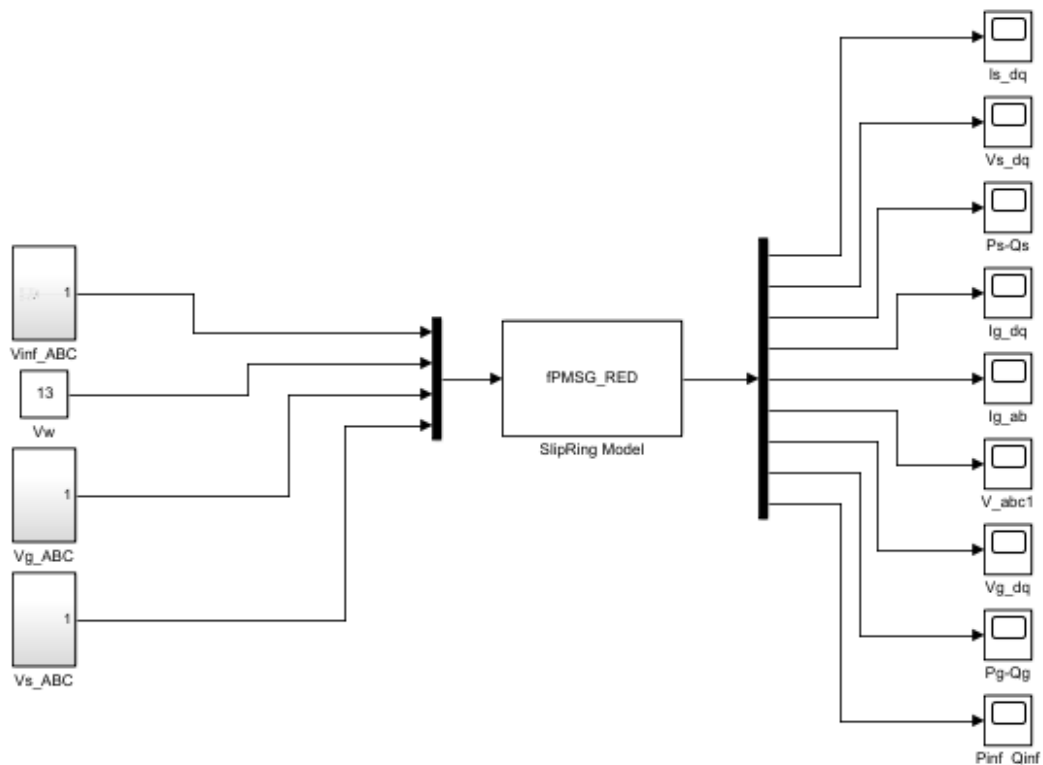 Is_dq
Vs_dq
Ps-Qs
1
Vinf_ABC
Ig_dq
13
Vw
fPMSG_RED
SlipRing Model
Ig_ab
1
Vg_ABC
V_abc1
Vg_dq
1
Vs_ABC
Pg-Qg
Pinf_Qinf